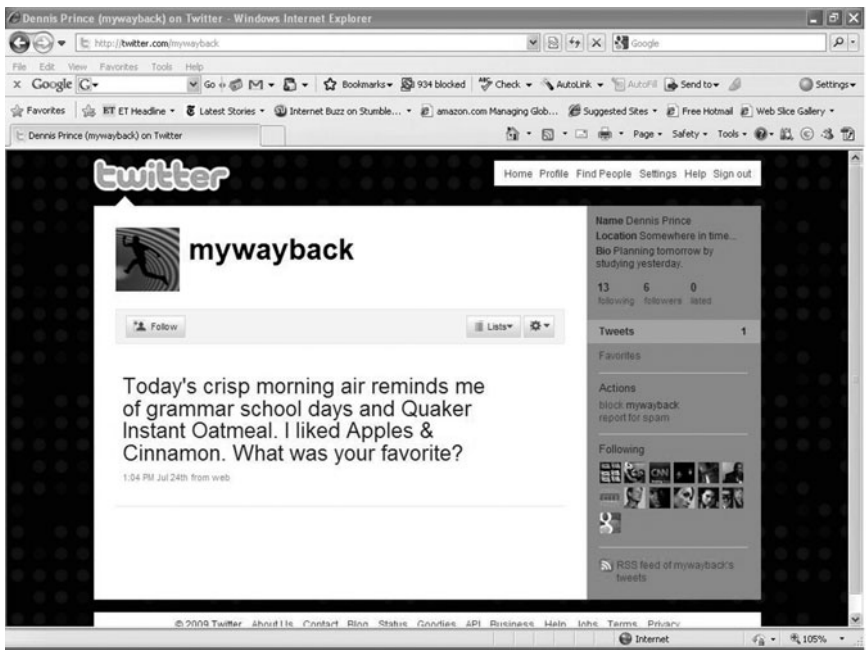 Dennis Prince (mywayback) on Twitter - Windows Internet Explorer
http://twitter.com/mywayback Google
File Edit View Favorites Tools Help
x Google G Go Bookmarks 934 blocked Check AutoLink AutoFill Send to Settings
Favorites ET Headline Latest Stories Internet Buzz on Stumble... amazon.com Managing Glob... Suggested Sites Free Hotmail Web Slice Gallery
Dennis Prince (mywayback) on Twitter Page Safety Tools
twitter
Home Profile Find People Settings Help Sign out
mywayback
Follow Lists
Today's crisp morning air reminds me
of grammar school days and Quaker
Instant Oatmeal. I liked Apples &
Cinnamon. What was your favorite?
1:04 PM Jul 24th from web
Name Dennis Prince
Location Somewhere in time...
Bio Planning tomorrow by
studying yesterday.
13 6 0
following followers listed
Tweets 1
Favorites
Actions
block mywayback
report for spam
Following
CNN
RSS feed of mywayback's
tweets
© 2009 Twitter About Us Contact Blog Status Goodies API Business Help Jobs Terms Privacy
Internet 105%